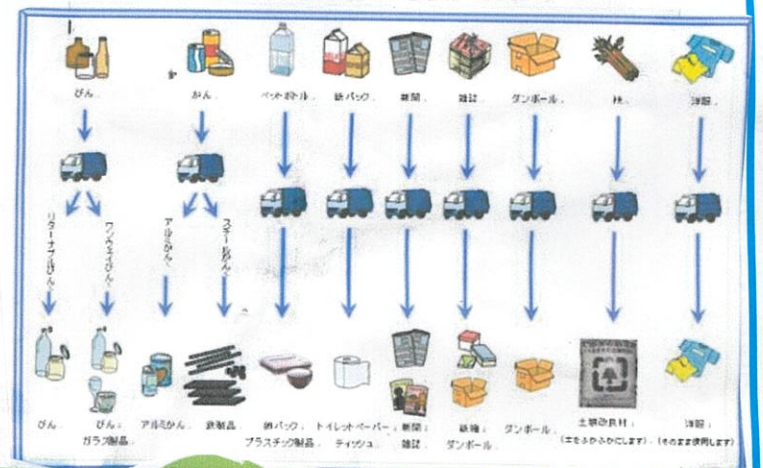 びん
かん
ペットボトル
紙パック
新聞
雑誌
ダンボール
枝
洋服
リターナブルびん
ワンウェイびん
アルミかん
スチールかん
びん
びん
ガラス製品
アルミかん
鉄製品
卵パック
プラスチック製品
トイレットペーパー
ティッシュ
新聞
雑誌
紙箱
ダンボール
ダンボール
土壌改良材
(土をふかふかにします)
洋服
(そのまま使用します)